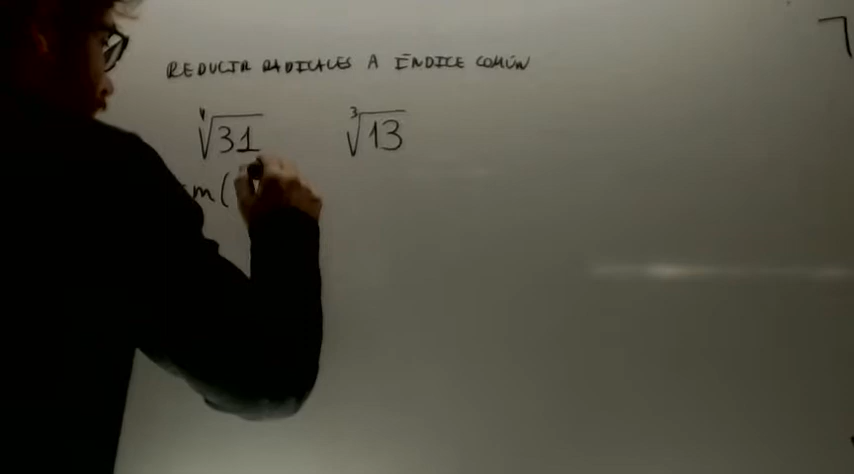 REDUCIR RADICALES A ÍNDICE COMÚN
⁴√31 ³√13
m(